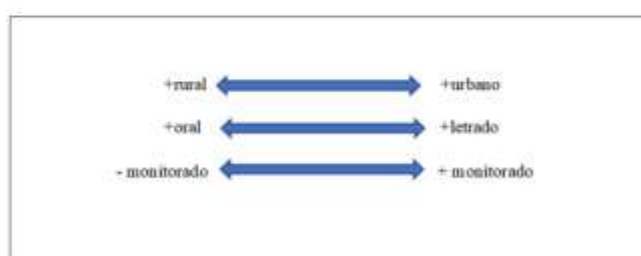 +rural +urbano
+oral +letrado
- monitorado + monitorado